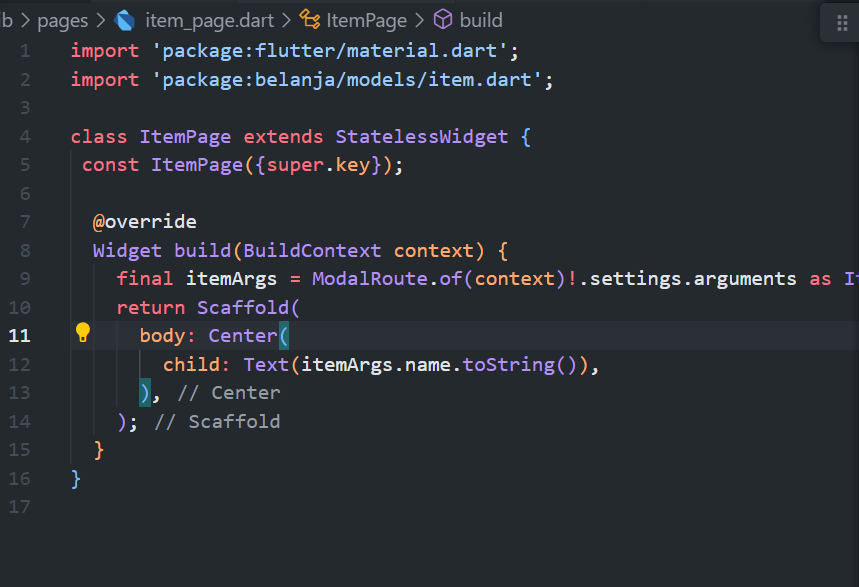 b > pages > item_page.dart > ItemPage > build
1 import 'package:flutter/material.dart';
2 import 'package:belanja/models/item.dart';
3
4 class ItemPage extends StatelessWidget {
5 const ItemPage({super.key});
6
7 @override
8 Widget build(BuildContext context) {
9 final itemArgs = ModalRoute.of(context)!.settings.arguments as
10 return Scaffold(
11 body: Center(
12 child: Text(itemArgs.name.toString()),
13 ), // Center
14 ); // Scaffold
15 }
16 }
17